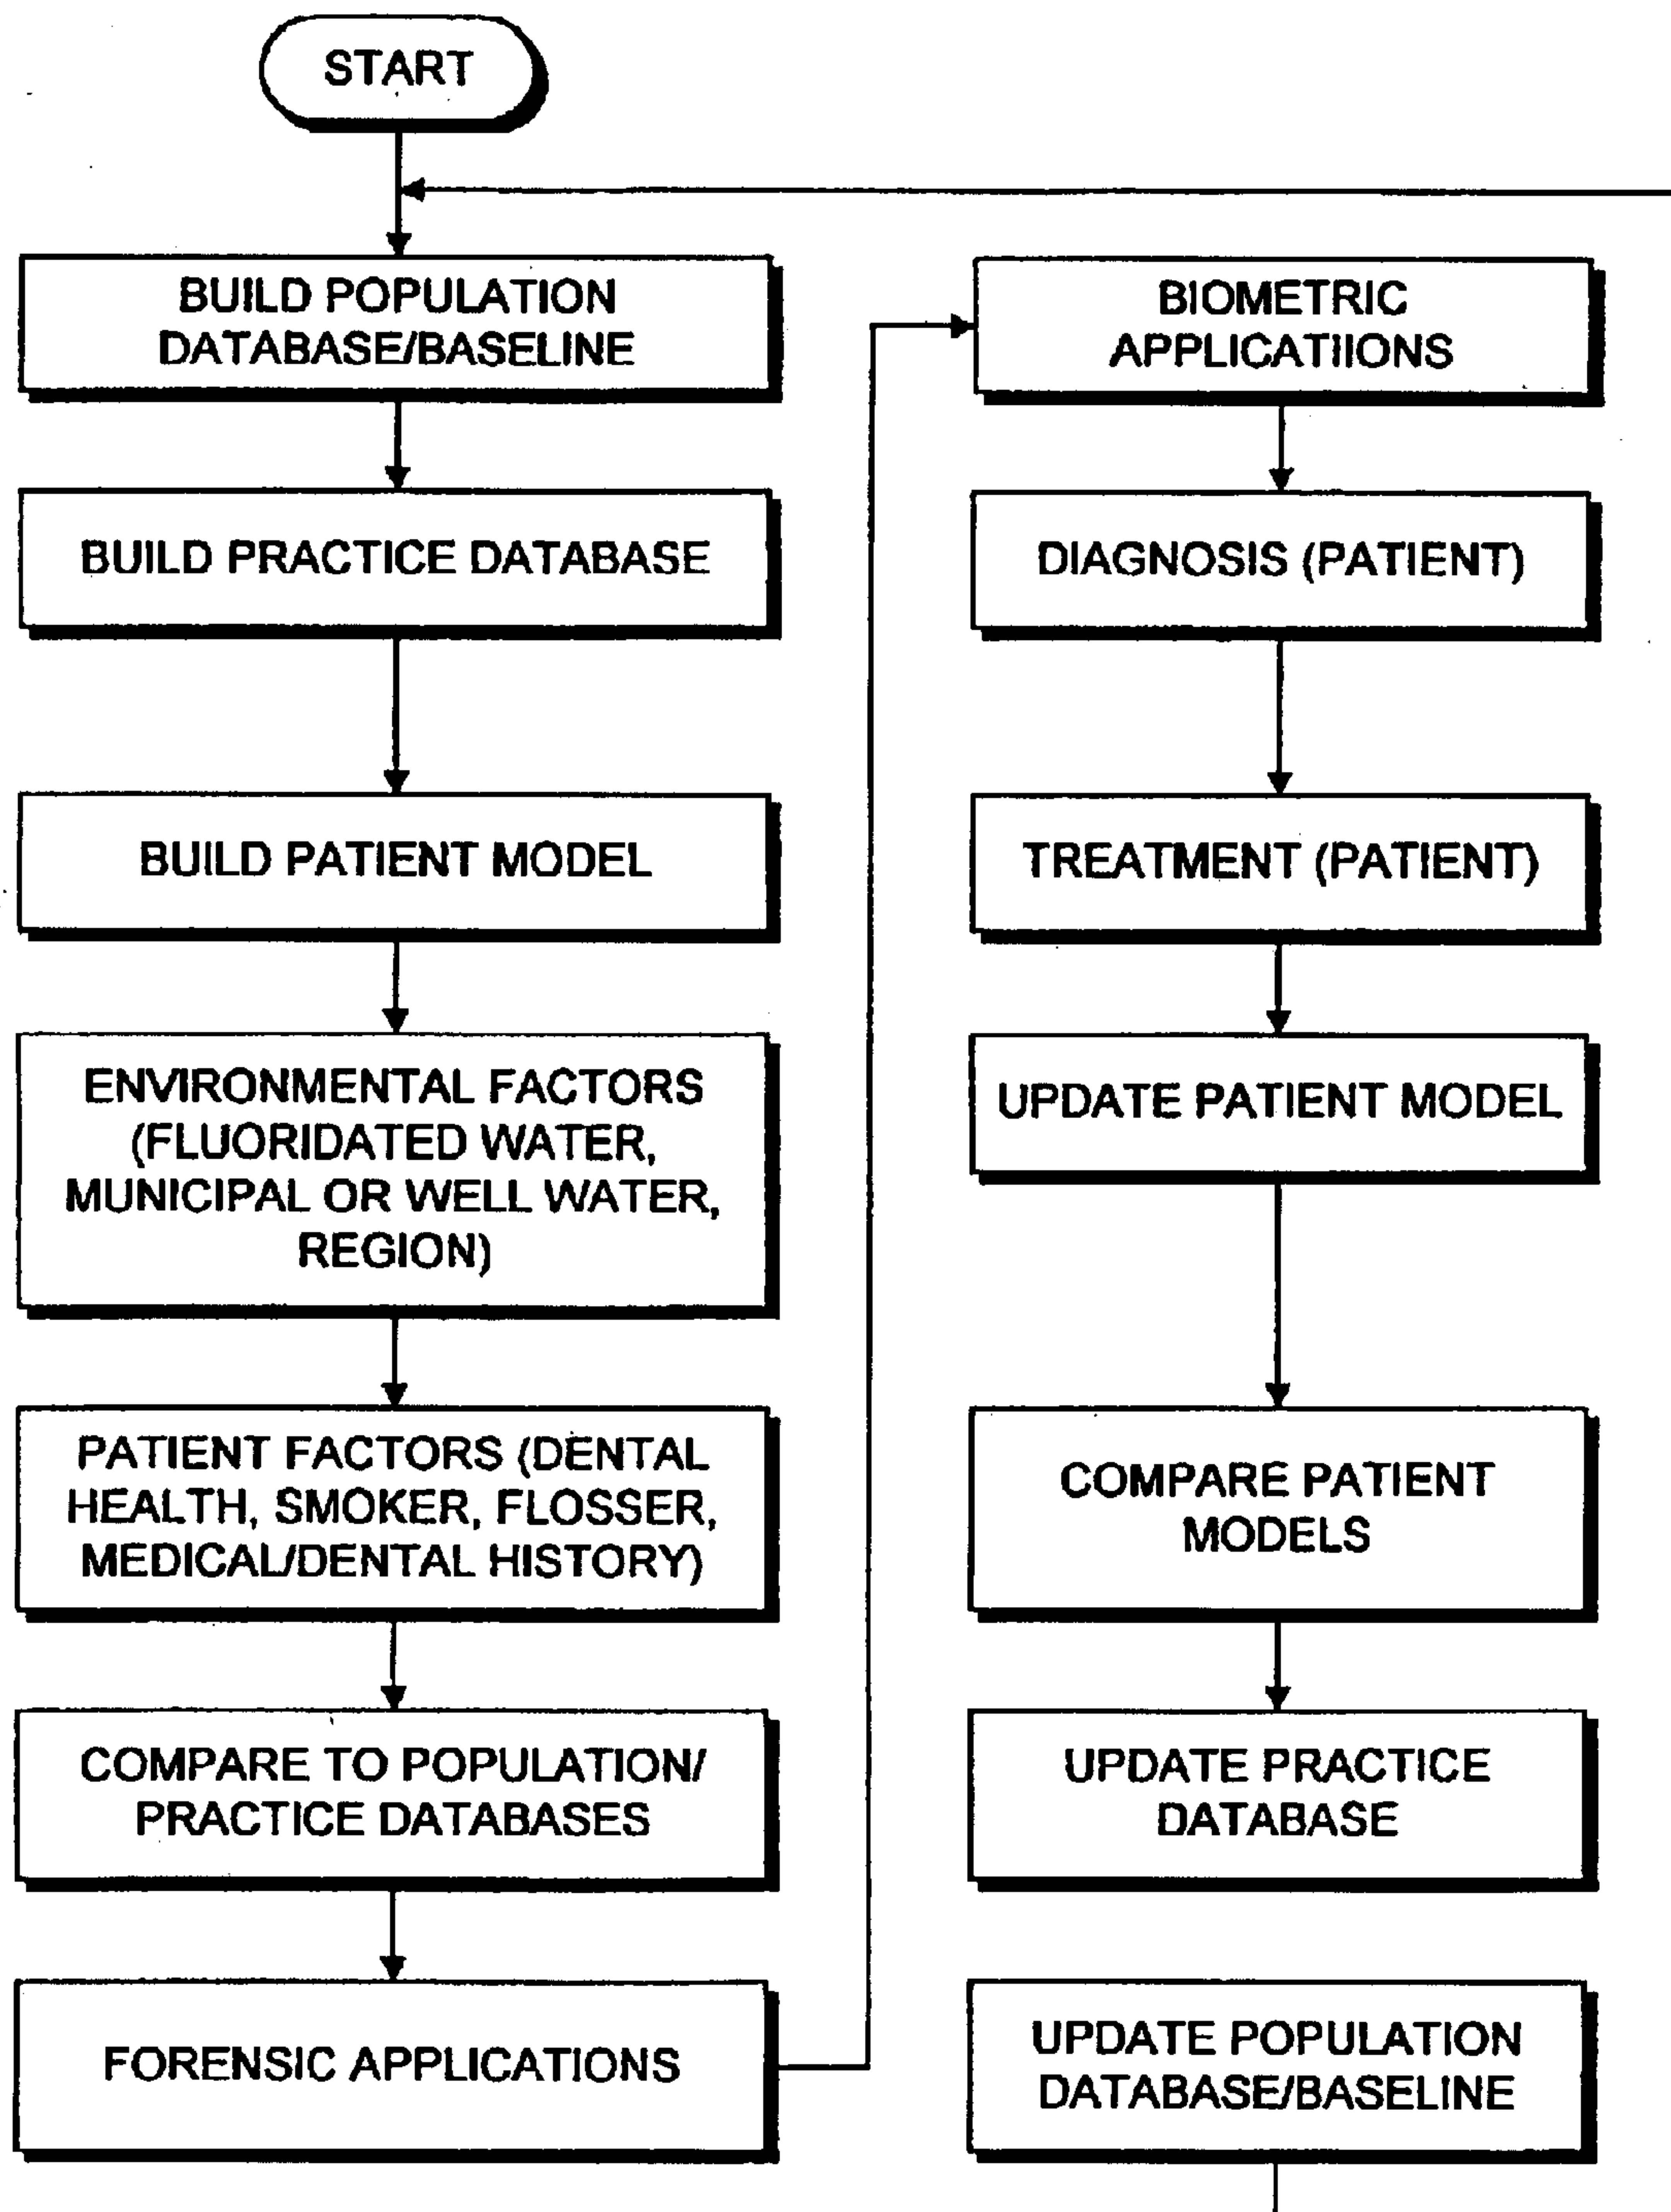 START
BUILD POPULATION
DATABASE/BASELINE
BUILD PRACTICE DATABASE
BUILD PATIENT MODEL
ENVIRONMENTAL FACTORS
(FLUORIDATED WATER,
MUNICIPAL OR WELL WATER,
REGION)
PATIENT FACTORS (DENTAL
HEALTH, SMOKER, FLOSSER,
MEDICAL/DENTAL HISTORY)
COMPARE TO POPULATION/
PRACTICE DATABASES
FORENSIC APPLICATIONS
BIOMETRIC
APPLICATIIONS
DIAGNOSIS (PATIENT)
TREATMENT (PATIENT)
UPDATE PATIENT MODEL
COMPARE PATIENT
MODELS
UPDATE PRACTICE
DATABASE
UPDATE POPULATION
DATABASE/BASELINE